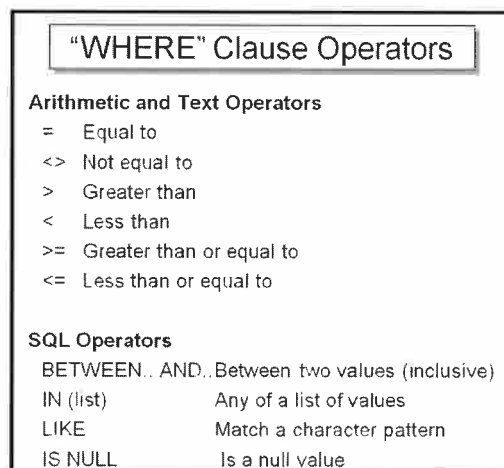 "WHERE" Clause Operators
Arithmetic and Text Operators
= Equal to
<> Not equal to
> Greater than
< Less than
>= Greater than or equal to
<= Less than or equal to
SQL Operators
BETWEEN.. AND.. Between two values (inclusive)
IN (list) Any of a list of values
LIKE Match a character pattern
IS NULL Is a null value